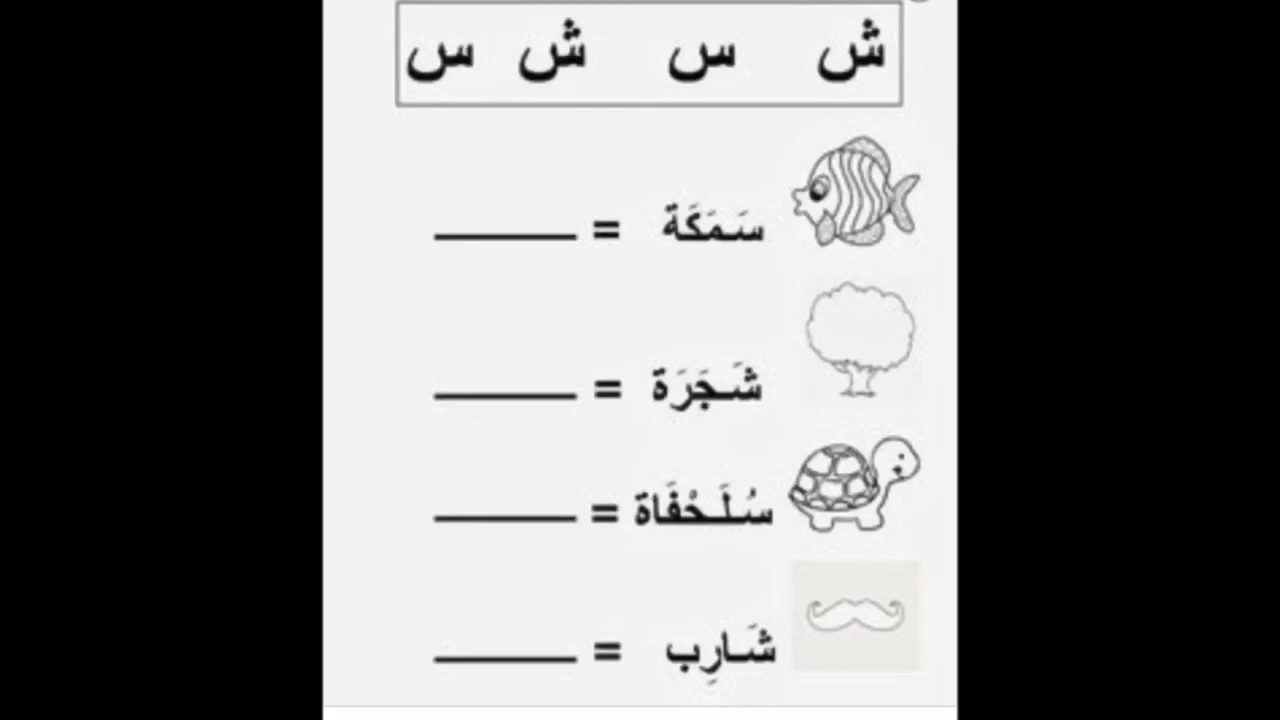 ش س ش س
سَمَكَة = ______
شَجَرَة = ______
سُلَحْفَاة = ______
شَارِب = ______